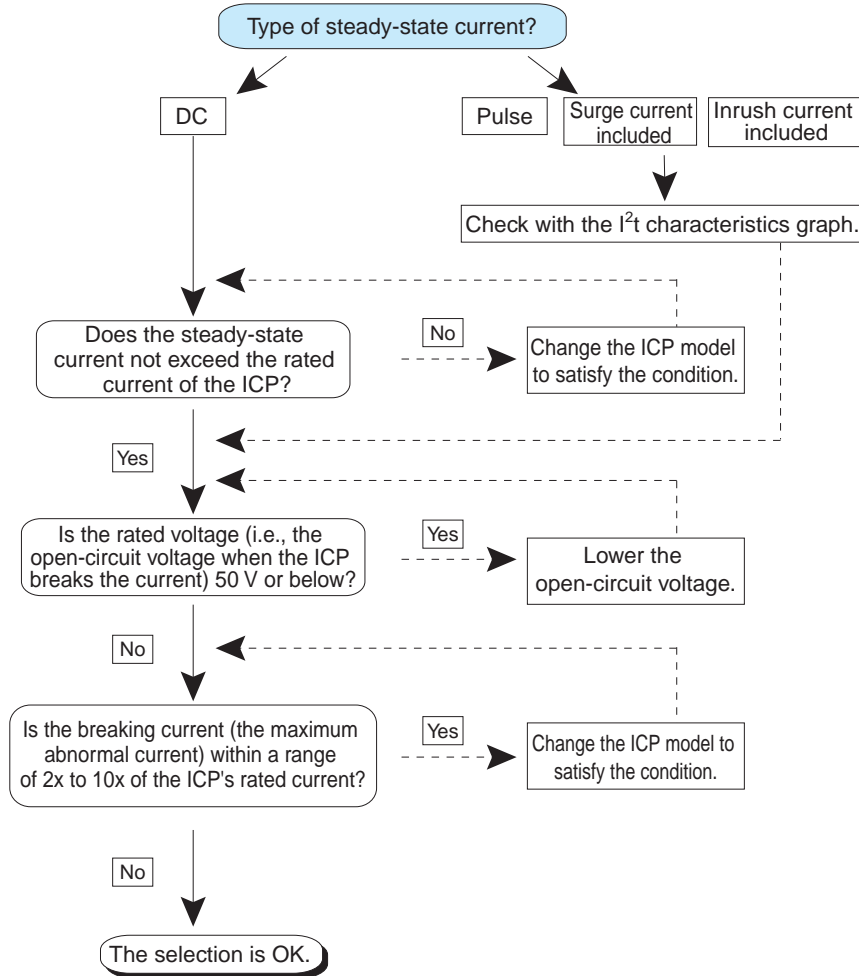 Type of steady-state current?
DC
Pulse
Surge current
included
Inrush current
included
Check with the I²t characteristics graph.
Does the steady-state
current not exceed the rated
current of the ICP?
No
Change the ICP model
to satisfy the condition.
Yes
Is the rated voltage (i.e., the
open-circuit voltage when the ICP
breaks the current) 50 V or below?
Yes
Lower the
open-circuit voltage.
No
Is the breaking current (the maximum
abnormal current) within a range
of 2x to 10x of the ICP's rated current?
Yes
Change the ICP model to
satisfy the condition.
No
The selection is OK.